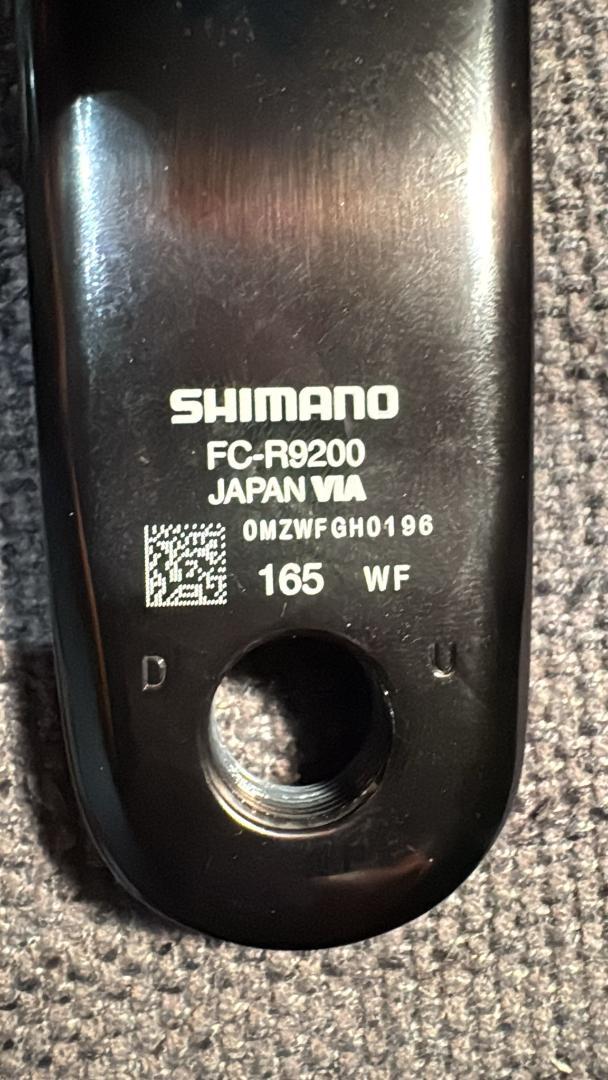 SHIMANO
FC-R9200
JAPAN VIA
0MZWFGH0196
165 WF
D U